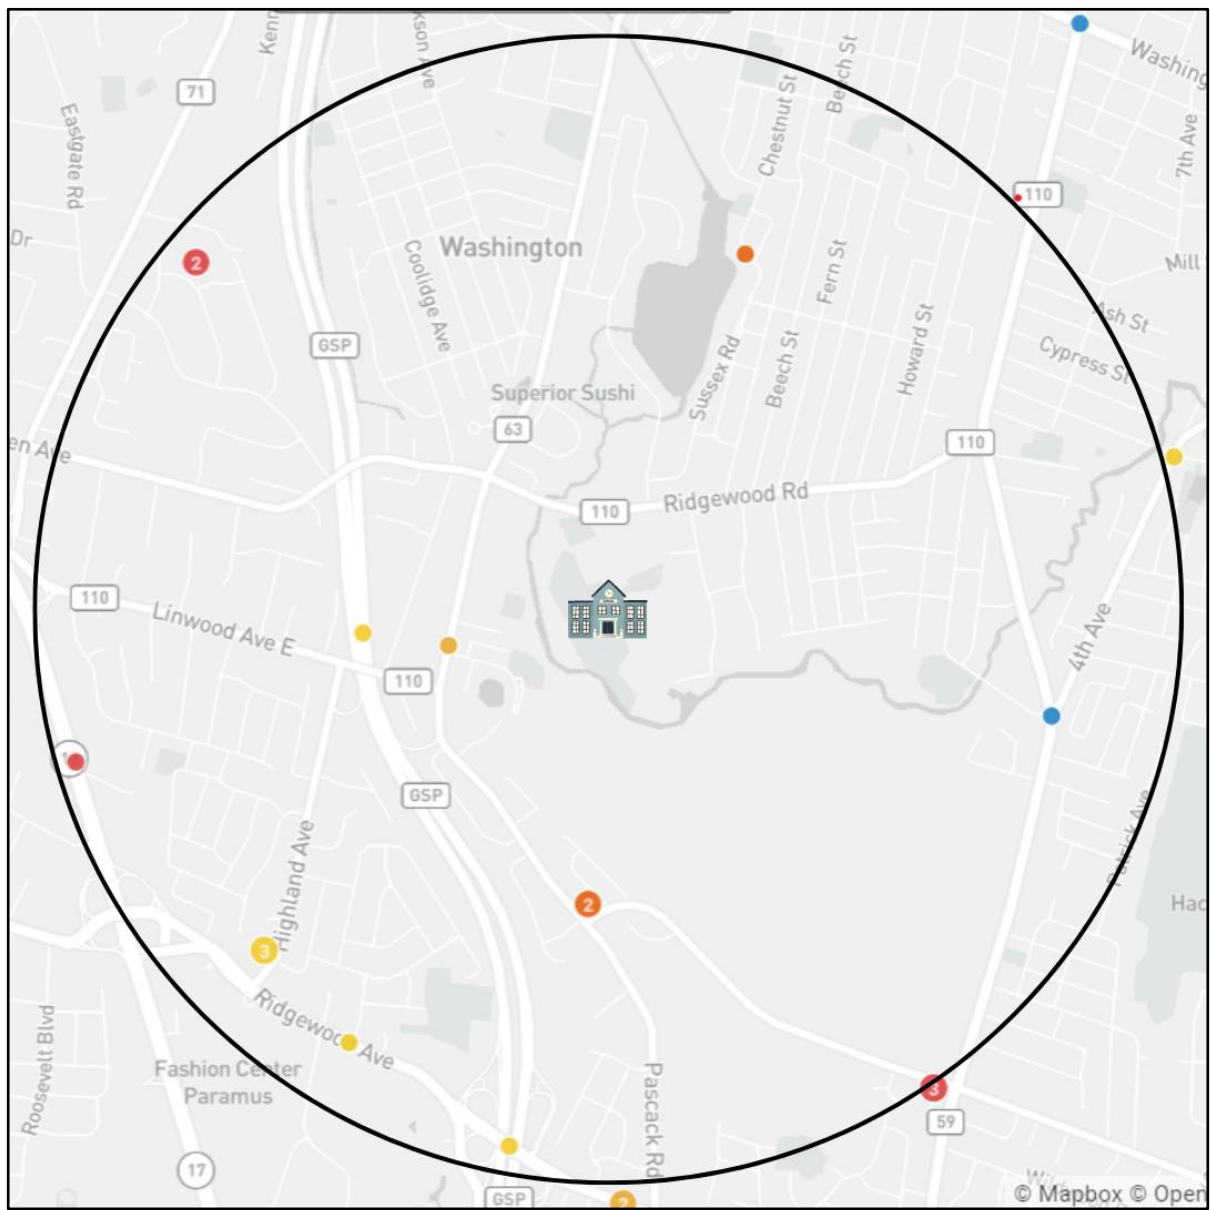 Kenn
kson Ave
71
Eastgate Rd
Dr
2
Washington
Coolidge Ave
GSP
Superior Sushi
63
en Ave
Chestnut St
Beech St
Washing
7th Ave
110
Mill
Fern St
Ash St
Cypress St
Howard St
Beech St
Sussex Rd
110
Ridgewood Rd
110
110
Linwood Ave E
110
4th Ave
GSP
Patrick Ave
Highland Ave
2
3
Hac
Ridgewood Ave
Roosevelt Blvd
Fashion Center
Paramus
Pascack Rd
3
59
17
GSP
2
© Mapbox © Open